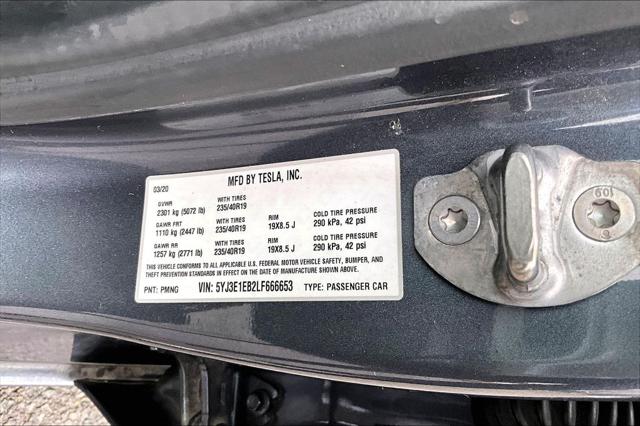 MFD BY TESLA, INC.
03/20
GVWR WITH TIRES
2301 kg (5072 lb) 235/40R19
GAWR FRT WITH TIRES RIM COLD TIRE PRESSURE
1110 kg (2447 lb) 235/40R19 19X8.5 J 290 kPa, 42 psi
GAWR RR WITH TIRES RIM COLD TIRE PRESSURE
1257 kg (2771 lb) 235/40R19 19X8.5 J 290 kPa, 42 psi
THIS VEHICLE CONFORMS TO ALL APPLICABLE U.S. FEDERAL MOTOR VEHICLE SAFETY, BUMPER, AND
THEFT PREVENTION STANDARDS IN EFFECT ON THE DATE OF MANUFACTURE SHOWN ABOVE.
PNT: PMNG VIN: 5YJ3E1EB2LF666653 TYPE: PASSENGER CAR